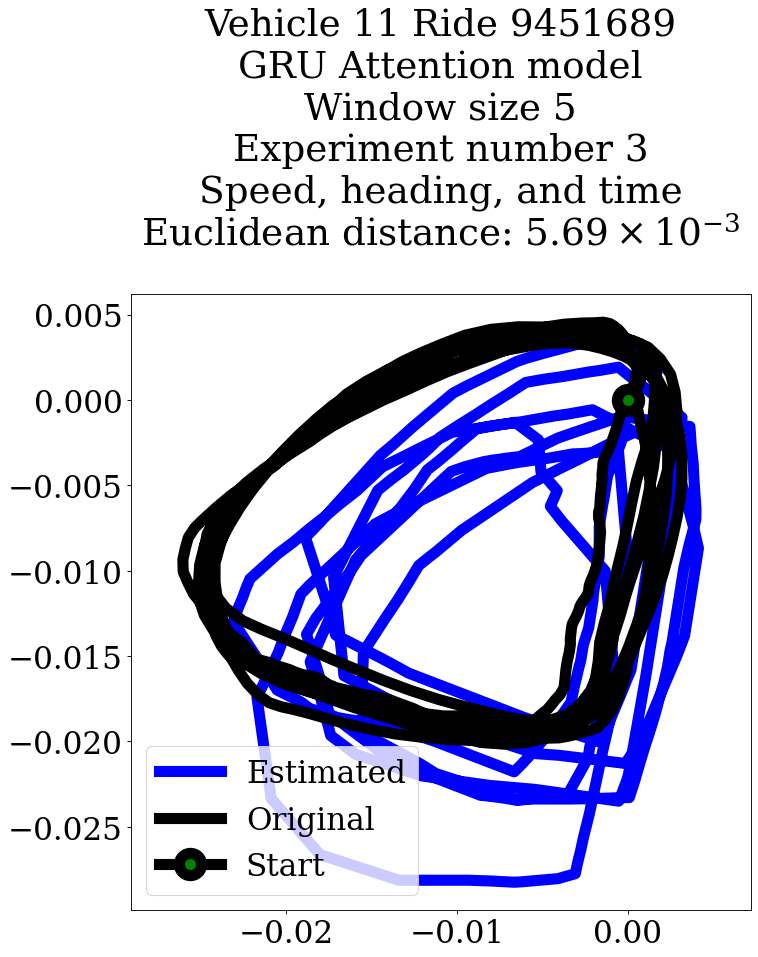 Vehicle 11 Ride 9451689
GRU Attention model
Window size 5
Experiment number 3
Speed, heading, and time
Euclidean distance: 5.69 × 10⁻³
0.005
0.000
−0.005
−0.010
−0.015
−0.020
−0.025
Estimated
Original
Start
−0.02 −0.01 0.00